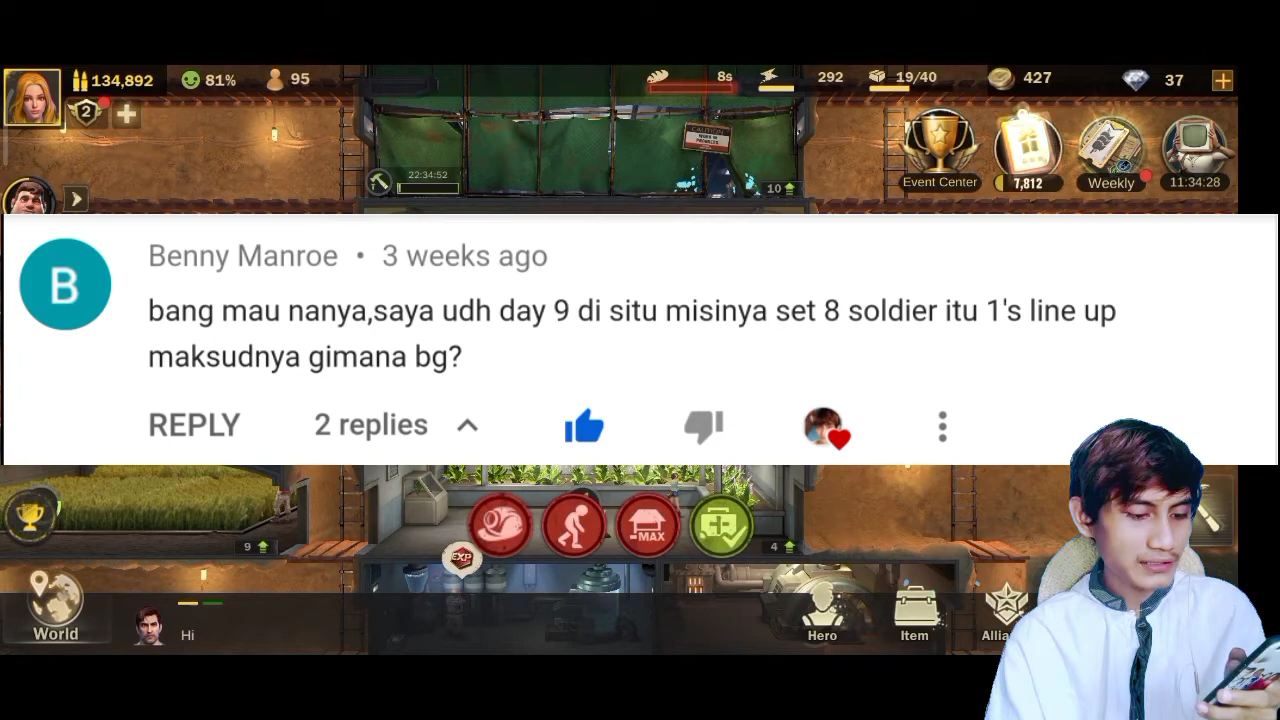 134,892
81%
95
8s
292
19/40
427
37
2
CAUTION
22:34:52
10
Event Center
7,812
Weekly
11:34:28
B
Benny Manroe • 3 weeks ago
bang mau nanya,saya udh day 9 di situ misinya set 8 soldier itu 1's line up
maksudnya gimana bg?
REPLY
2 replies
MAX
9
EXP
4
World
Hi
Hero
Item
Allia